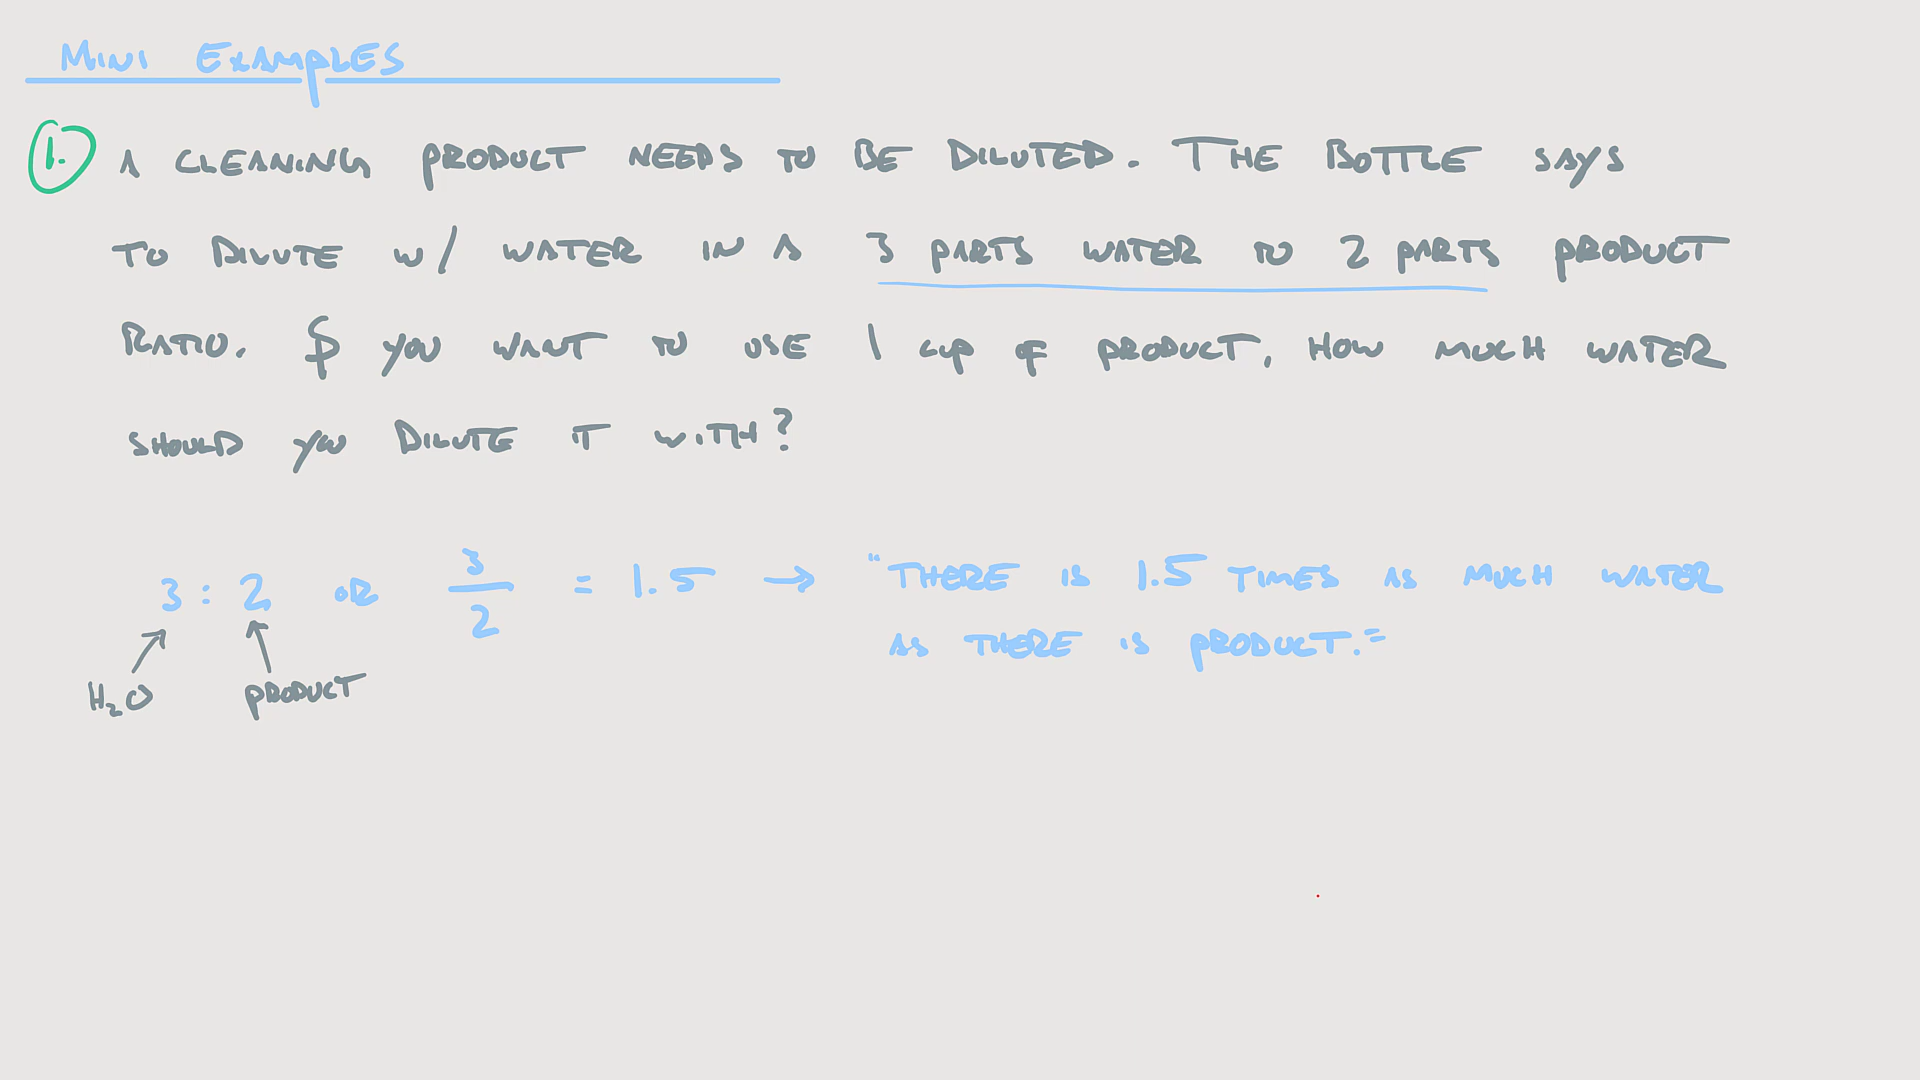 MINI EXAMPLES
1. A CLEANING PRODUCT NEEDS TO BE DILUTED. THE BOTTLE SAYS
TO DILUTE W/ WATER IN A 3 PARTS WATER TO 2 PARTS PRODUCT
RATIO. IF YOU WANT TO USE 1 CUP OF PRODUCT, HOW MUCH WATER
SHOULD YOU DILUTE IT WITH?
3 : 2 OR 3/2 = 1.5 → "THERE IS 1.5 TIMES AS MUCH WATER
AS THERE IS PRODUCT."
H₂O PRODUCT